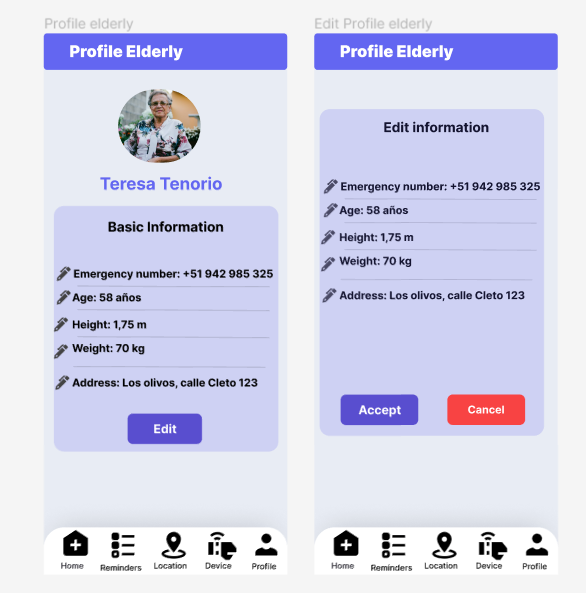 Profile elderly
Profile Elderly
Teresa Tenorio
Basic Information
Emergency number: +51 942 985 325
Age: 58 años
Height: 1,75 m
Weight: 70 kg
Address: Los olivos, calle Cleto 123
Edit
Home
Reminders
Location
Device
Profile
Edit Profile elderly
Profile Elderly
Edit information
Emergency number: +51 942 985 325
Age: 58 años
Height: 1,75 m
Weight: 70 kg
Address: Los olivos, calle Cleto 123
Accept
Cancel
Home
Reminders
Location
Device
Profile